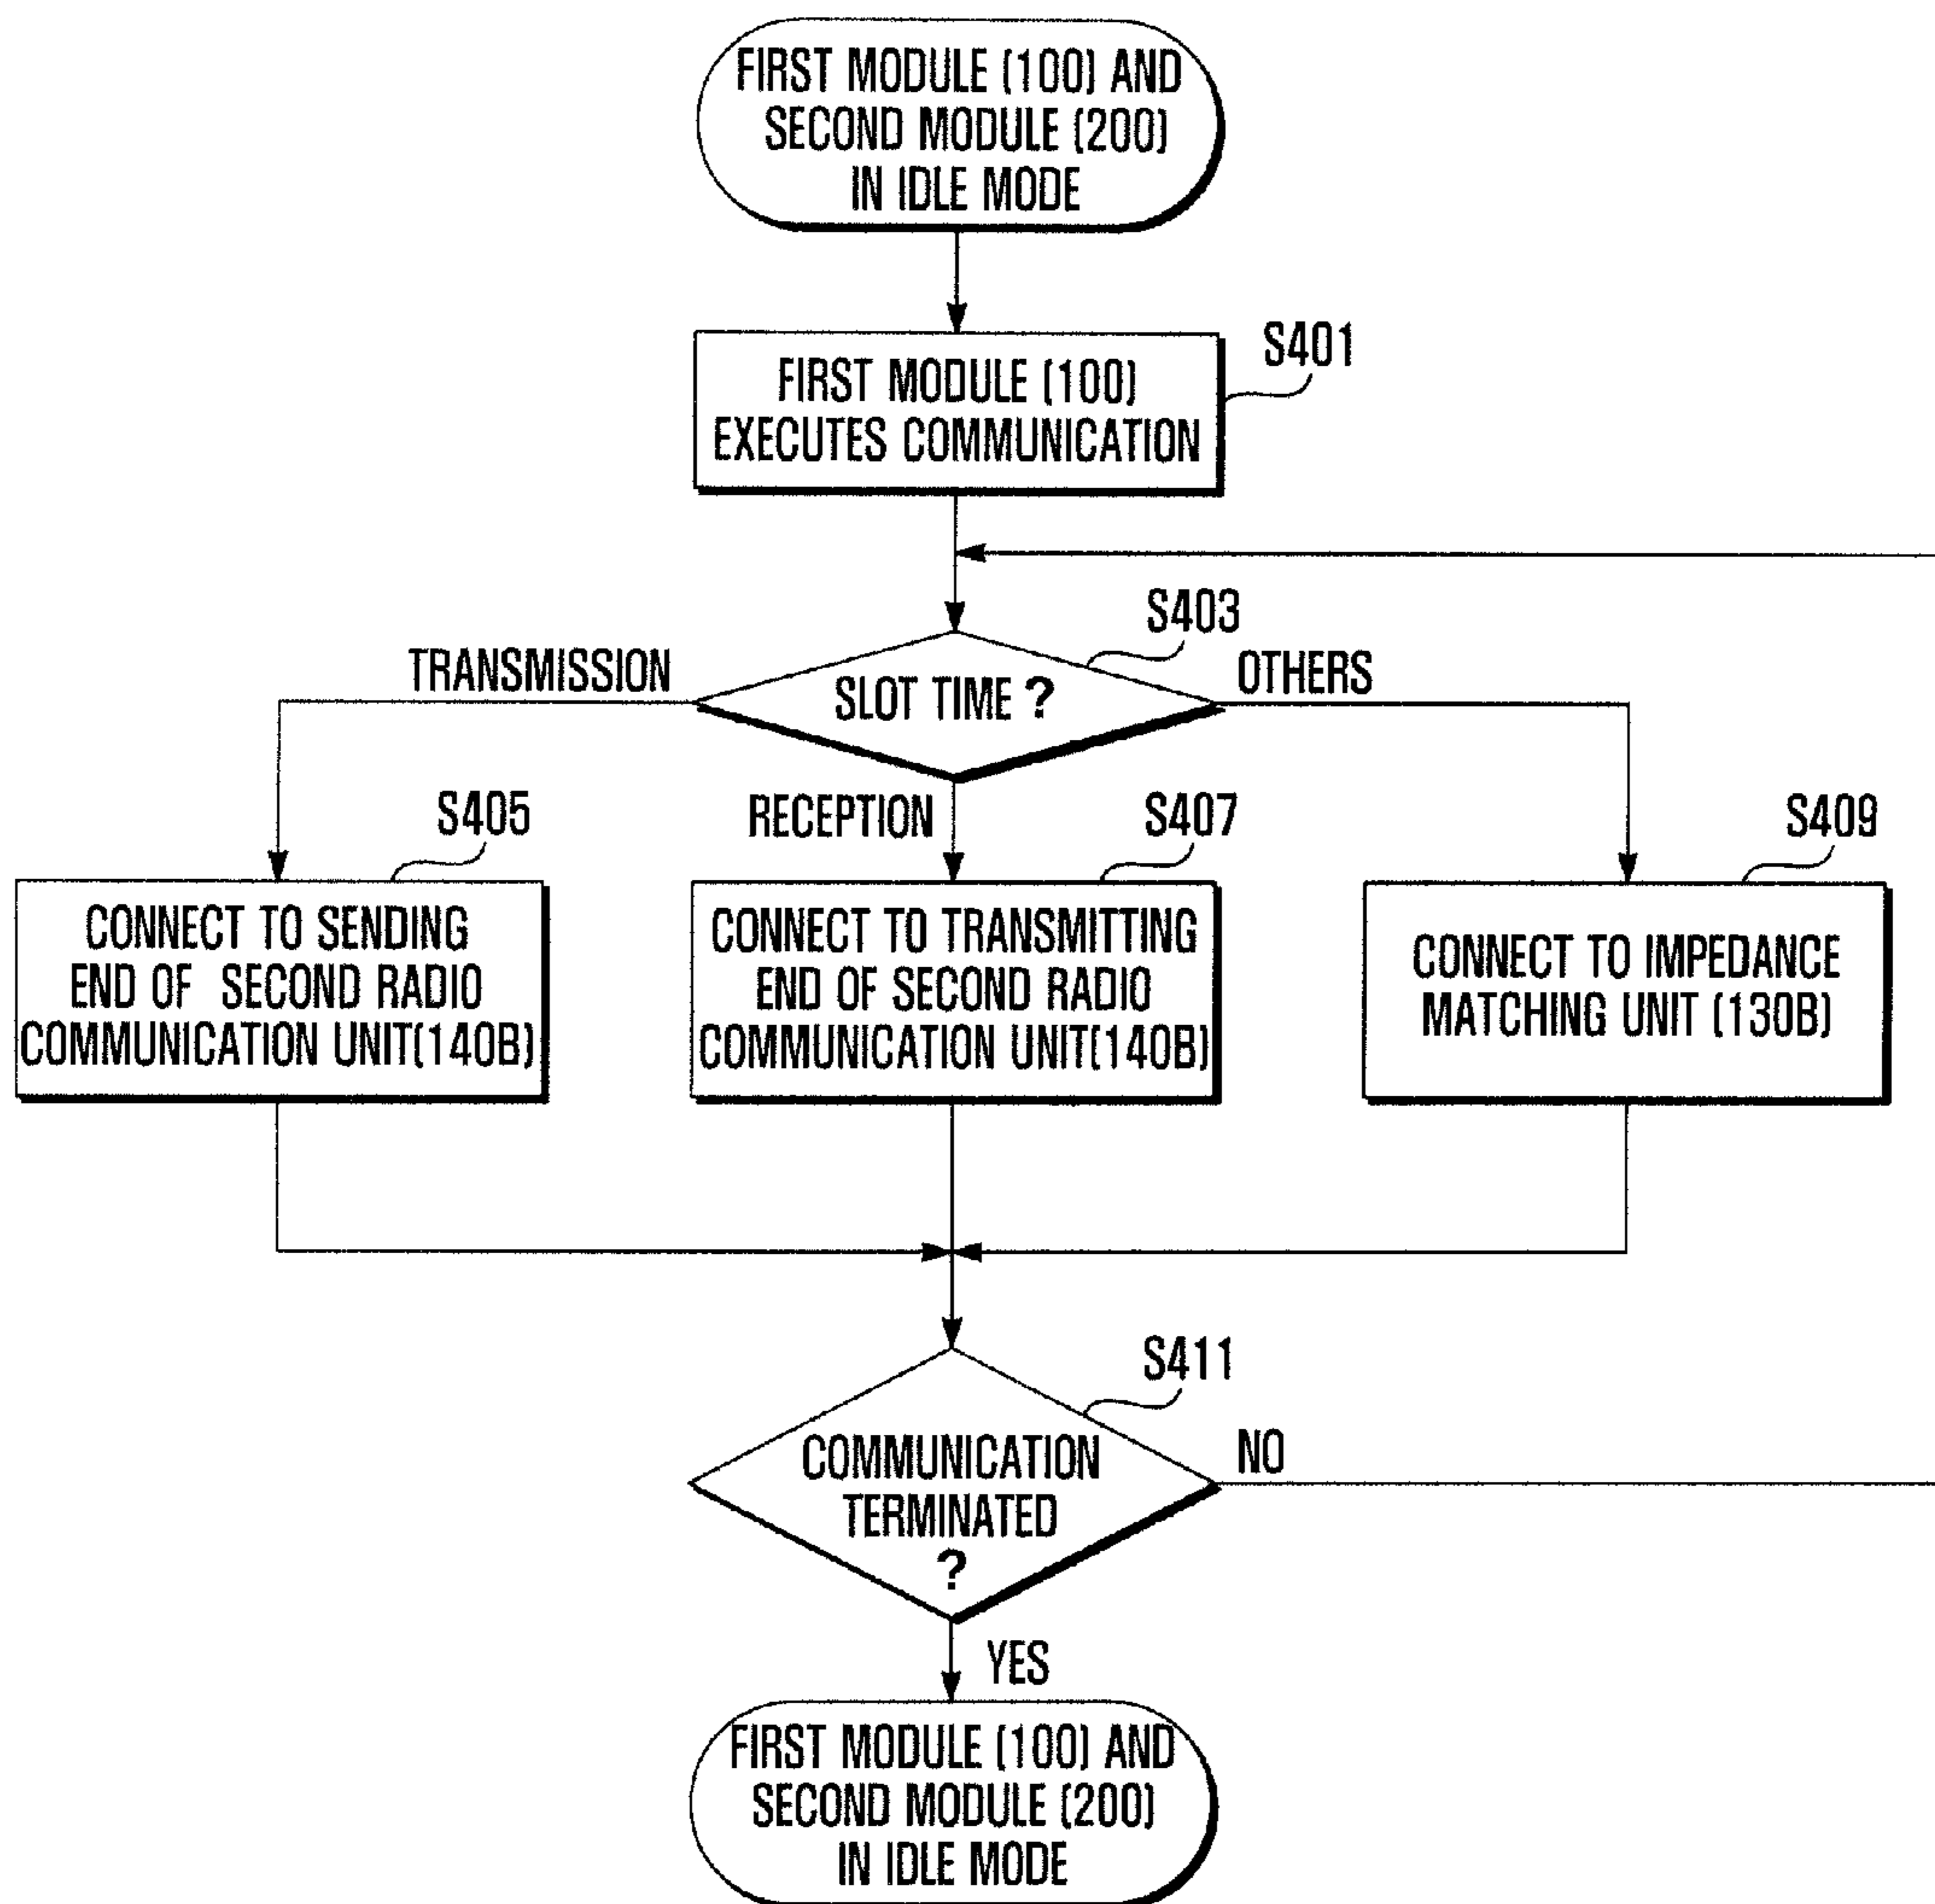 FIRST MODULE (100) AND
SECOND MODULE (200)
IN IDLE MODE
S401
FIRST MODULE (100)
EXECUTES COMMUNICATION
S403
TRANSMISSION
SLOT TIME ?
OTHERS
RECEPTION
S405
S407
S409
CONNECT TO SENDING
END OF SECOND RADIO
COMMUNICATION UNIT(140B)
CONNECT TO TRANSMITTING
END OF SECOND RADIO
COMMUNICATION UNIT(140B)
CONNECT TO IMPEDANCE
MATCHING UNIT (130B)
S411
COMMUNICATION
TERMINATED
?
NO
YES
FIRST MODULE (100) AND
SECOND MODULE (200)
IN IDLE MODE